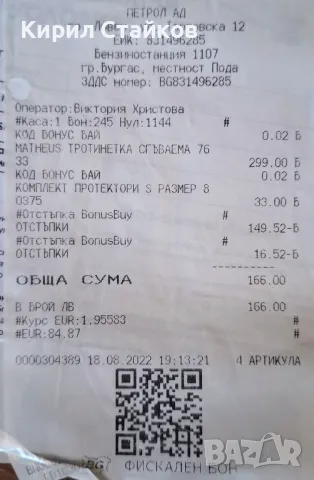 Кирил Стайков
ПЕТРОЛ АД
12
ЕИК: 831496285
Бензиностанция 1107
гр.Бургас, местност Пода
ЗДДС номер: BG831496285
Оператор:Виктория Христова
#Каса:1 Бон:245 Нул:1144 #
КОД БОНУС БАЙ 0.02 Б
MATHEUS ТРОТИНЕТКА СГЪВАЕМА 76
33 299.00 Б
КОД БОНУС БАЙ 0.02 Б
КОМПЛЕКТ ПРОТЕКТОРИ S РАЗМЕР 8
0375 33.00 Б
#Отстъпка BonusBuy #
ОТСТЪПКИ 149.52-Б
#Отстъпка BonusBuy #
ОТСТЪПКИ 16.52-Б
ОБЩА СУМА 166.00
В БРОЙ ЛВ 166.00
#Курс EUR:1.95583 #
#EUR:84.87 #
0000304389 18.08.2022 19:13:21 4 АРТИКУЛА
ФИСКАЛЕН БОН
bazar